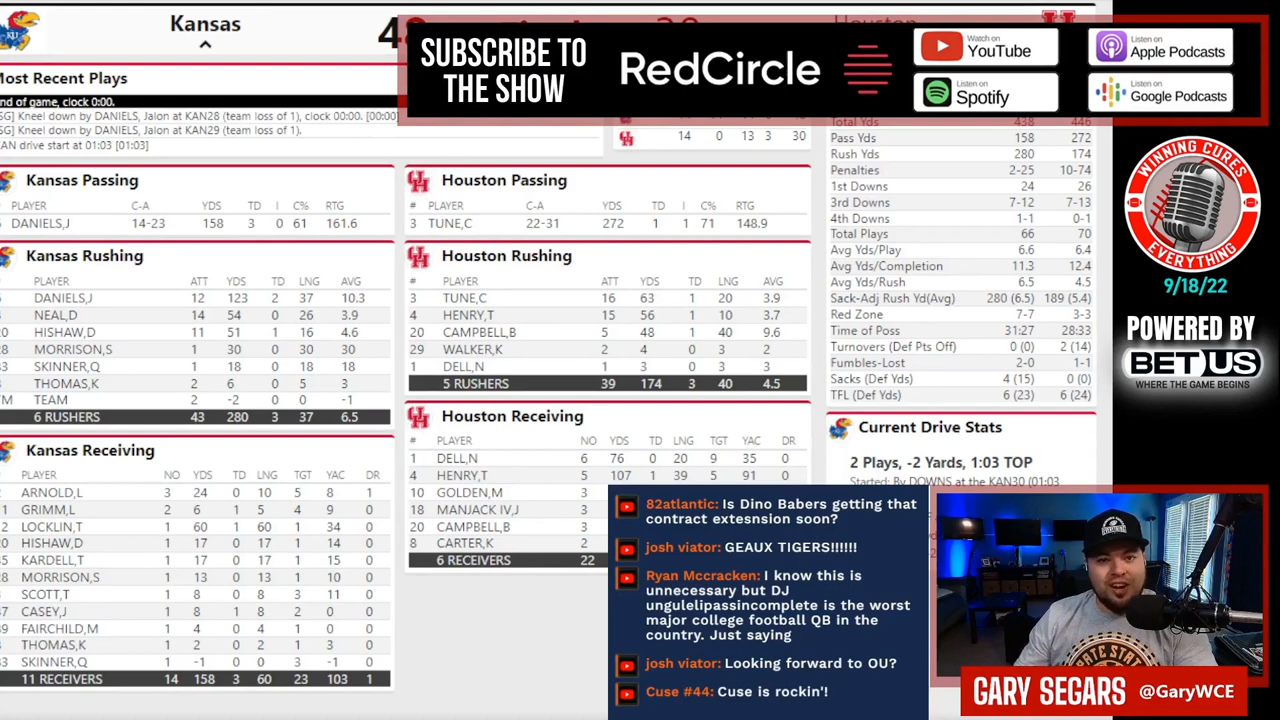 Kansas
Most Recent Plays
End of game, clock 0:00.
Kneel down by DANIELS, Jalon at KAN28 (team loss of 1), clock 00:00. [00:00]
Kneel down by DANIELS, Jalon at KAN29 (team loss of 1).
drive start at 01:03 [01:03]
SUBSCRIBE TO
THE SHOW
RedCircle
Watch on
YouTube
Listen on
Apple Podcasts
Listen on
Spotify
Listen on
Google Podcasts
14 0 13 3 30
Total Yds 438 446
Pass Yds 158 272
Rush Yds 280 174
Penalties 2-25 10-74
1st Downs 24 26
3rd Downs 7-12 7-13
4th Downs 1-1 0-1
Total Plays 66 70
Avg Yds/Play 6.6 6.4
Avg Yds/Completion 11.3 12.4
Avg Yds/Rush 6.5 4.5
Sack-Adj Rush Yd(Avg) 280 (6.5) 189 (5.4)
Red Zone 7-7 3-3
Time of Poss 31:27 28:33
Turnovers (Def Pts Off) 0 (0) 2 (14)
Fumbles-Lost 2-0 1-1
Sacks (Def Yds) 4 (15) 0 (0)
TFL (Def Yds) 6 (23) 6 (24)
Current Drive Stats
2 Plays, -2 Yards, 1:03 TOP
Started: By DOWNS at the KAN30 (01:03
Kansas Passing
PLAYER C-A YDS TD I C% RTG
DANIELS,J 14-23 158 3 0 61 161.6
Houston Passing
# PLAYER C-A YDS TD I C% RTG
3 TUNE,C 22-31 272 1 1 71 148.9
Kansas Rushing
PLAYER ATT YDS TD LNG AVG
DANIELS,J 12 123 2 37 10.3
NEAL,D 14 54 0 26 3.9
HISHAW,D 11 51 1 16 4.6
MORRISON,S 1 30 0 30 30
SKINNER,Q 1 18 0 18 18
THOMAS,K 2 6 0 5 3
TEAM 2 -2 0 0 -1
6 RUSHERS 43 280 3 37 6.5
Houston Rushing
# PLAYER ATT YDS TD LNG AVG
3 TUNE,C 16 63 1 20 3.9
4 HENRY,T 15 56 1 10 3.7
20 CAMPBELL,B 5 48 1 40 9.6
29 WALKER,K 2 4 0 3 2
1 DELL,N 1 3 0 3 3
5 RUSHERS 39 174 3 40 4.5
Kansas Receiving
PLAYER NO YDS TD LNG TGT YAC DR
ARNOLD,L 3 24 0 10 5 8 1
GRIMM,L 2 6 1 5 4 9 0
LOCKLIN,T 1 60 1 60 1 34 0
HISHAW,D 1 17 0 17 1 14 0
KARDELL,T 1 17 0 17 1 15 0
MORRISON,S 1 13 0 13 1 10 0
SCOTT,T 1 8 0 8 3 11 0
CASEY,J 1 8 1 8 2 0 0
FAIRCHILD,M 1 4 0 4 1 0 0
THOMAS,K 1 2 0 2 1 3 0
SKINNER,Q 1 -1 0 0 3 -1 0
11 RECEIVERS 14 158 3 60 23 103 1
Houston Receiving
# PLAYER NO YDS TD LNG TGT YAC DR
1 DELL,N 6 76 0 20 9 35 0
4 HENRY,T 5 107 1 39 5 91 0
10 GOLDEN,M 3
18 MANJACK IV,J 3
20 CAMPBELL,B 3
8 CARTER,K 2
6 RECEIVERS 22
82atlantic: Is Dino Babers getting that
contract extesnsion soon?
josh viator: GEAUX TIGERS!!!!!!
Ryan Mccracken: I know this is
unnecessary but DJ
ungulelipassincomplete is the worst
major college football QB in the
country. Just saying
josh viator: Looking forward to OU?
Cuse #44: Cuse is rockin'!
WINNING CURES
EVERYTHING
9/18/22
POWERED BY
BETUS
WHERE THE GAME BEGINS
GARY SEGARS @GaryWCE